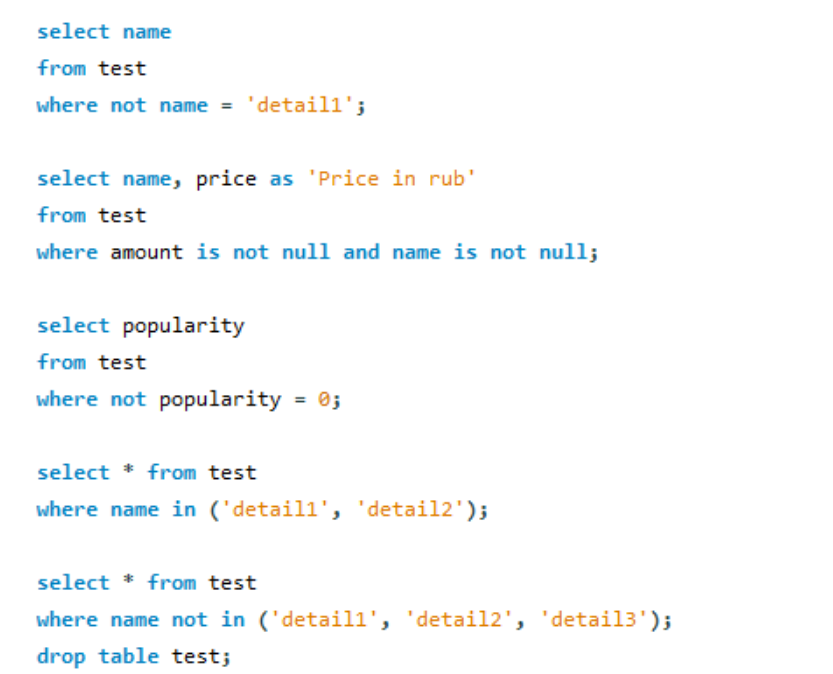 select name
from test
where not name = 'detail1';
select name, price as 'Price in rub'
from test
where amount is not null and name is not null;
select popularity
from test
where not popularity = 0;
select * from test
where name in ('detail1', 'detail2');
select * from test
where name not in ('detail1', 'detail2', 'detail3');
drop table test;